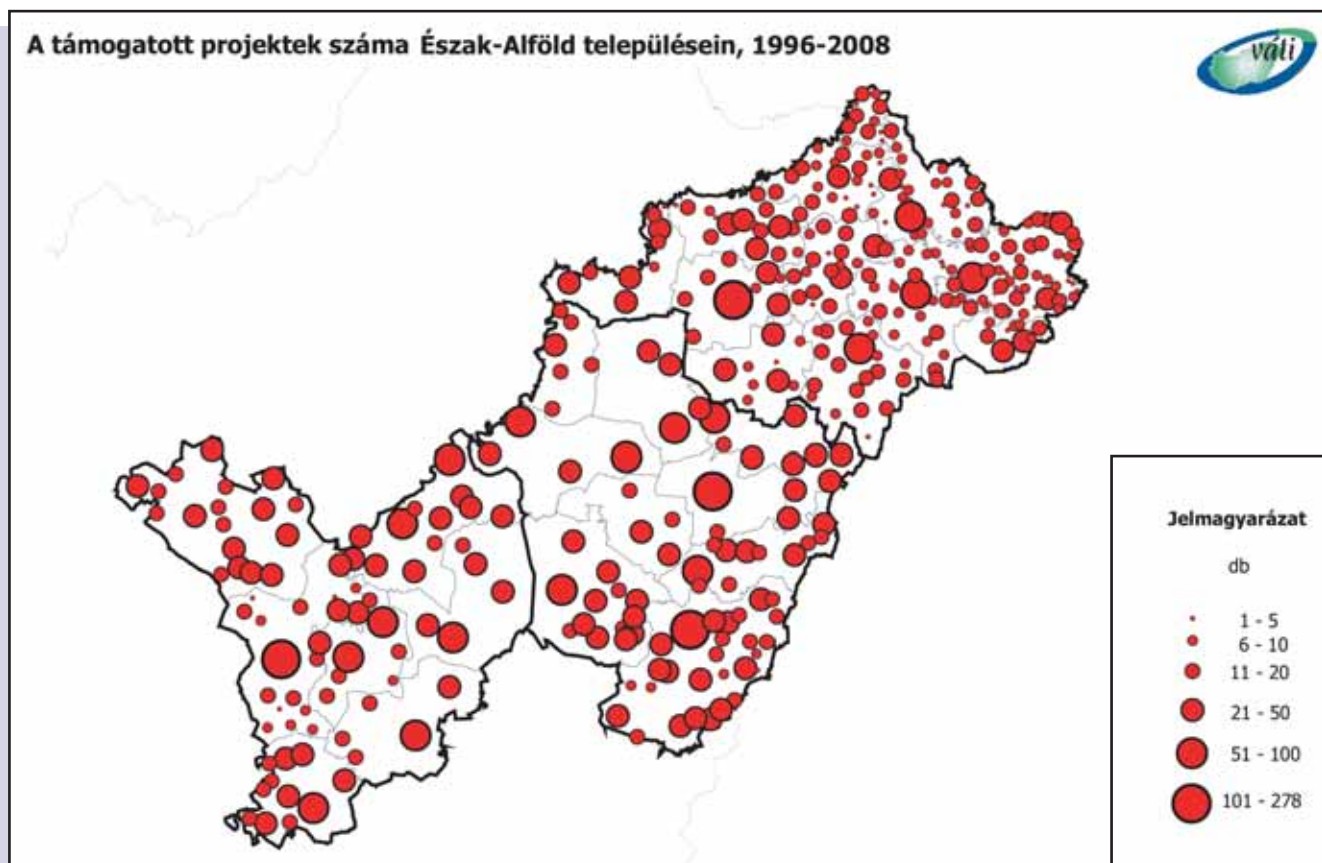 A támogatott projektek száma Észak-Alföld településein, 1996-2008
váti
Jelmagyarázat
db
1 - 5
6 - 10
11 - 20
21 - 50
51 - 100
101 - 278